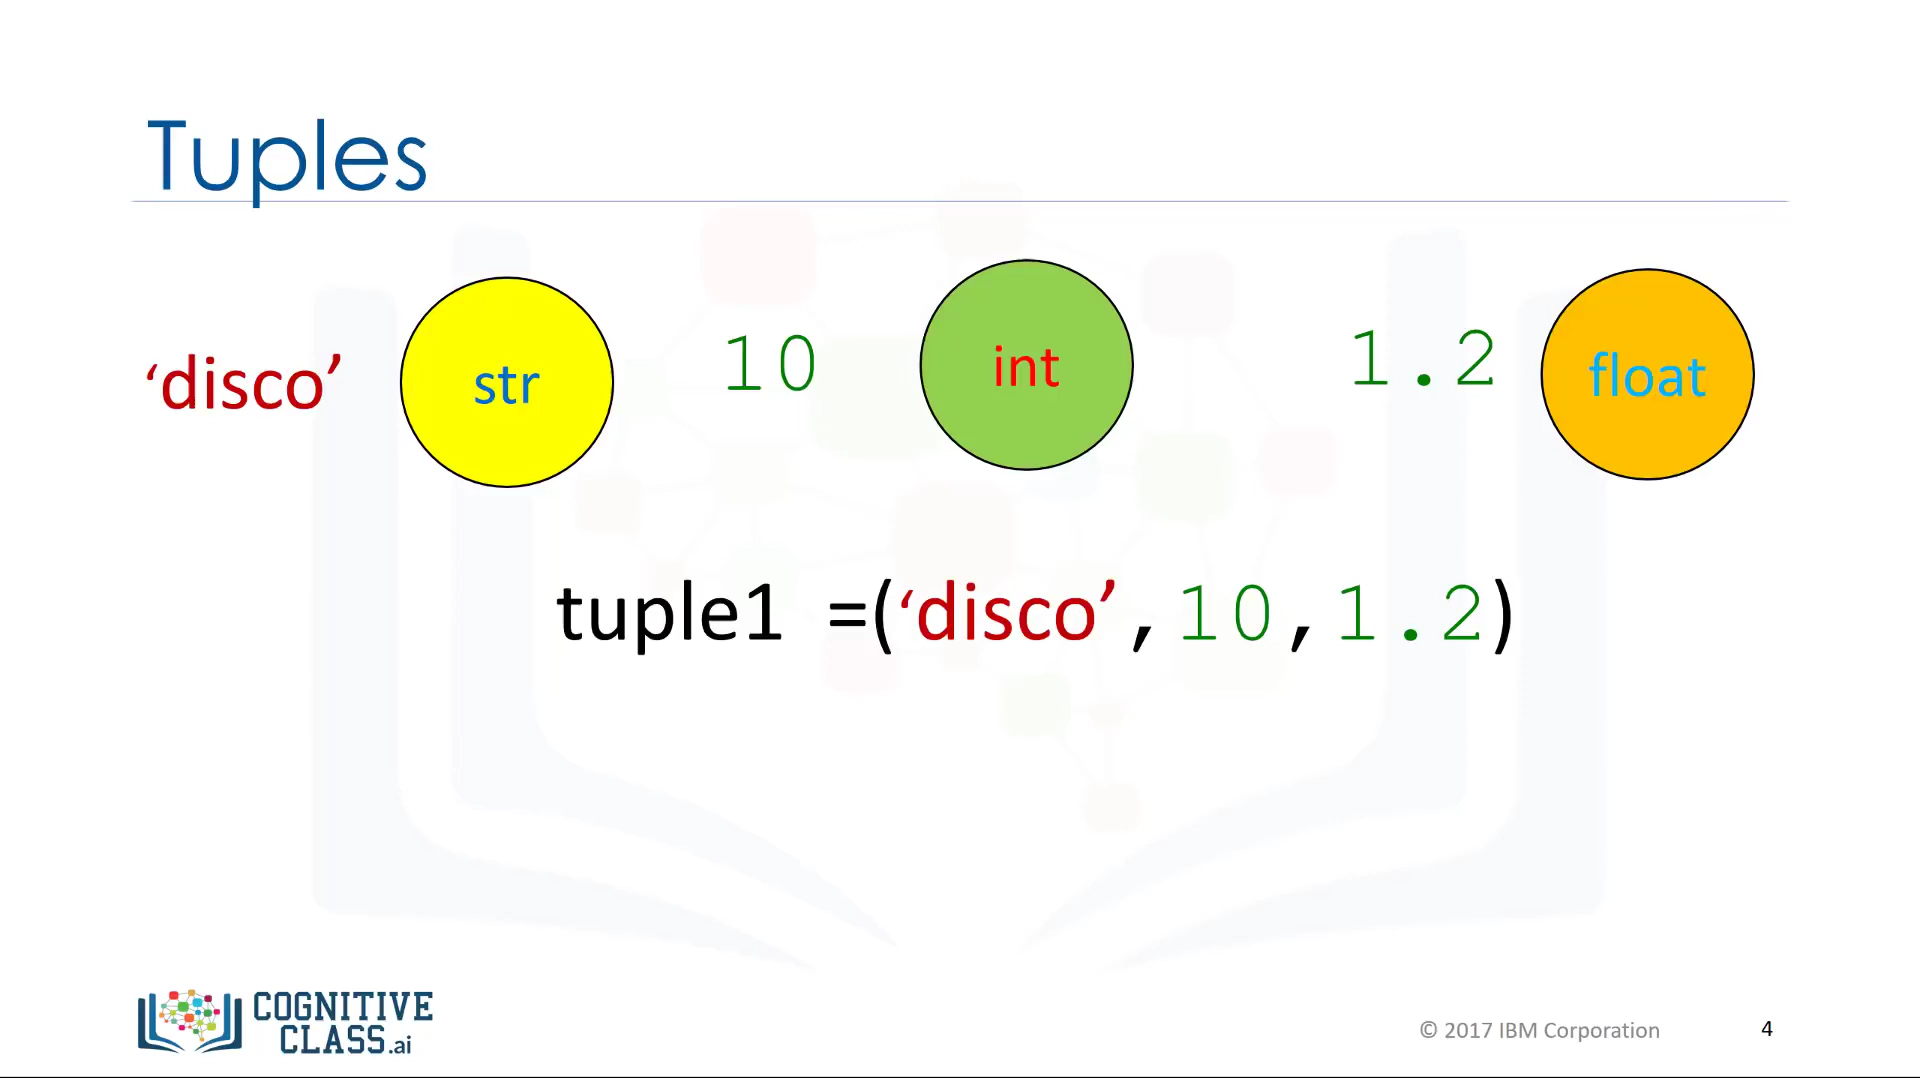 Tuples
‘disco’ str 10 int 1.2 float
tuple1 =(‘disco’,10,1.2)
COGNITIVE
CLASS.ai
© 2017 IBM Corporation 4